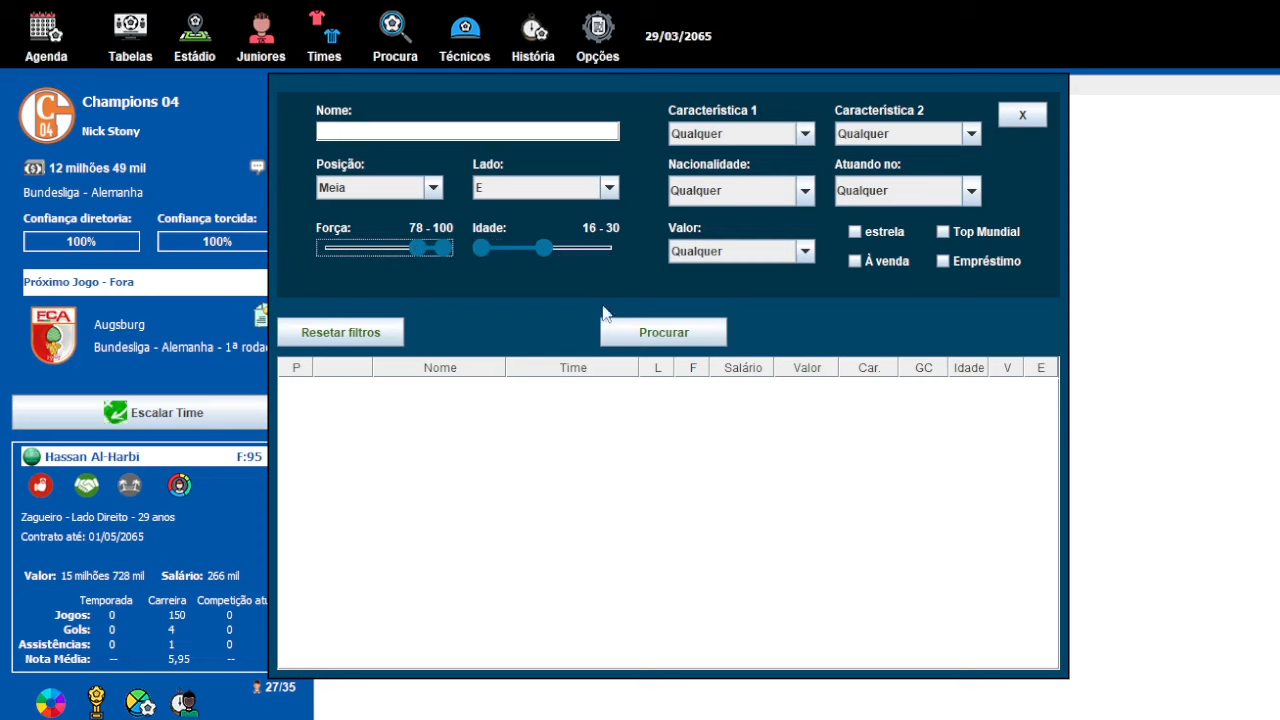 Agenda Tabelas Estádio Juniores Times Procura Técnicos História Opções 29/03/2065
C 04
Champions 04
Nick Stony
12 milhões 49 mil
Bundesliga - Alemanha
Confiança diretoria: Confiança torcida:
100% 100%
Próximo Jogo - Fora
FCA
Augsburg
Bundesliga - Alemanha - 1ª roda
Escalar Time
Hassan Al-Harbi F:95
Zagueiro - Lado Direito - 29 anos
Contrato até: 01/05/2065
Valor: 15 milhões 728 mil Salário: 266 mil
Temporada Carreira Competição atu
Jogos: 0 150 0
Gols: 0 4 0
Assistências: 0 1 0
Nota Média: -- 5,95 --
27/35
Nome: Característica 1 Característica 2 X
Qualquer Qualquer
Posição: Lado: Nacionalidade: Atuando no:
Meia E Qualquer Qualquer
Força: 78 - 100 Idade: 16 - 30 Valor:
estrela Top Mundial
Qualquer À venda Empréstimo
Resetar filtros Procurar
P Nome Time L F Salário Valor Car. GC Idade V E